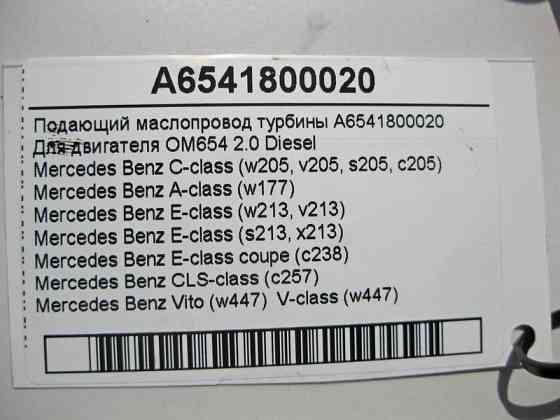 A6541800020
Подающий маслопровод турбины A6541800020
Для двигателя OM654 2.0 Diesel
Mercedes Benz C-class (w205, v205, s205, c205)
Mercedes Benz A-class (w177)
Mercedes Benz E-class (w213, v213)
Mercedes Benz E-class (s213, x213)
Mercedes Benz E-class coupe (c238)
Mercedes Benz CLS-class (c257)
Mercedes Benz Vito (w447) V-class (w447)